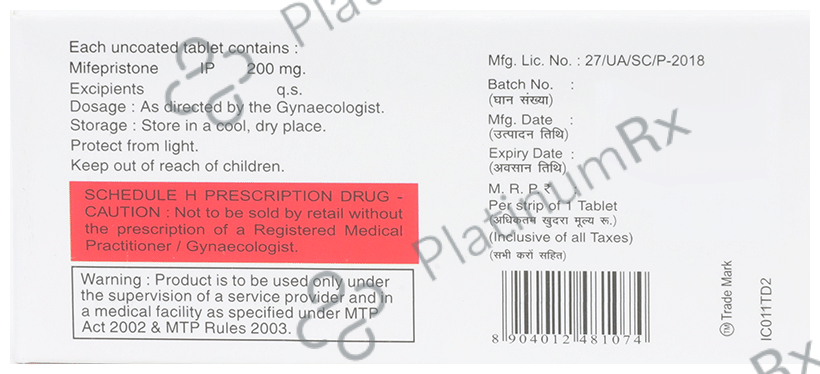 Each uncoated tablet contains :
Mifepristone IP 200 mg.
Excipients q.s.
Dosage : As directed by the Gynaecologist.
Storage : Store in a cool, dry place.
Protect from light.
Keep out of reach of children.
SCHEDULE H PRESCRIPTION DRUG -
CAUTION : Not to be sold by retail without
the prescription of a Registered Medical
Practitioner / Gynaecologist.
Warning : Product is to be used only under
the supervision of a service provider and in
a medical facility as specified under MTP
Act 2002 & MTP Rules 2003.
Mfg. Lic. No. : 27/UA/SC/P-2018
Batch No. :
(घान संख्या)
Mfg. Date :
(उत्पादन तिथि)
Expiry Date :
(अवसान तिथि)
M. R. P. ₹ :
Per strip of 1 Tablet
(अधिकतम खुदरा मूल्य रू.)
(Inclusive of all Taxes)
(सभी करों सहित)
8 904012 481074
TM Trade Mark
IC011TD2
PlatinumRx
PlatinumRx